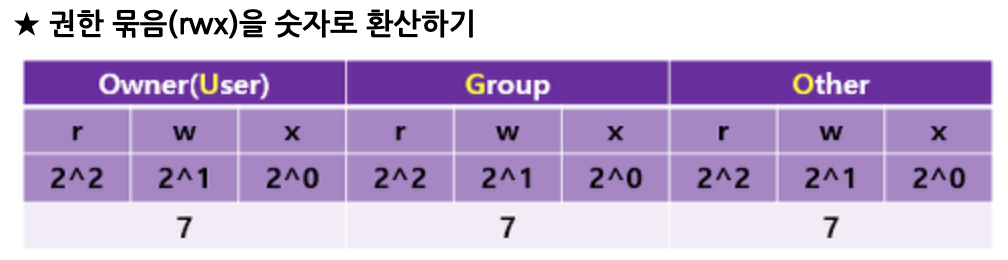 ★ 권한 묶음(rwx)을 숫자로 환산하기
Owner(User) Group Other
r w x r w x r w x
2^2 2^1 2^0 2^2 2^1 2^0 2^2 2^1 2^0
7 7 7